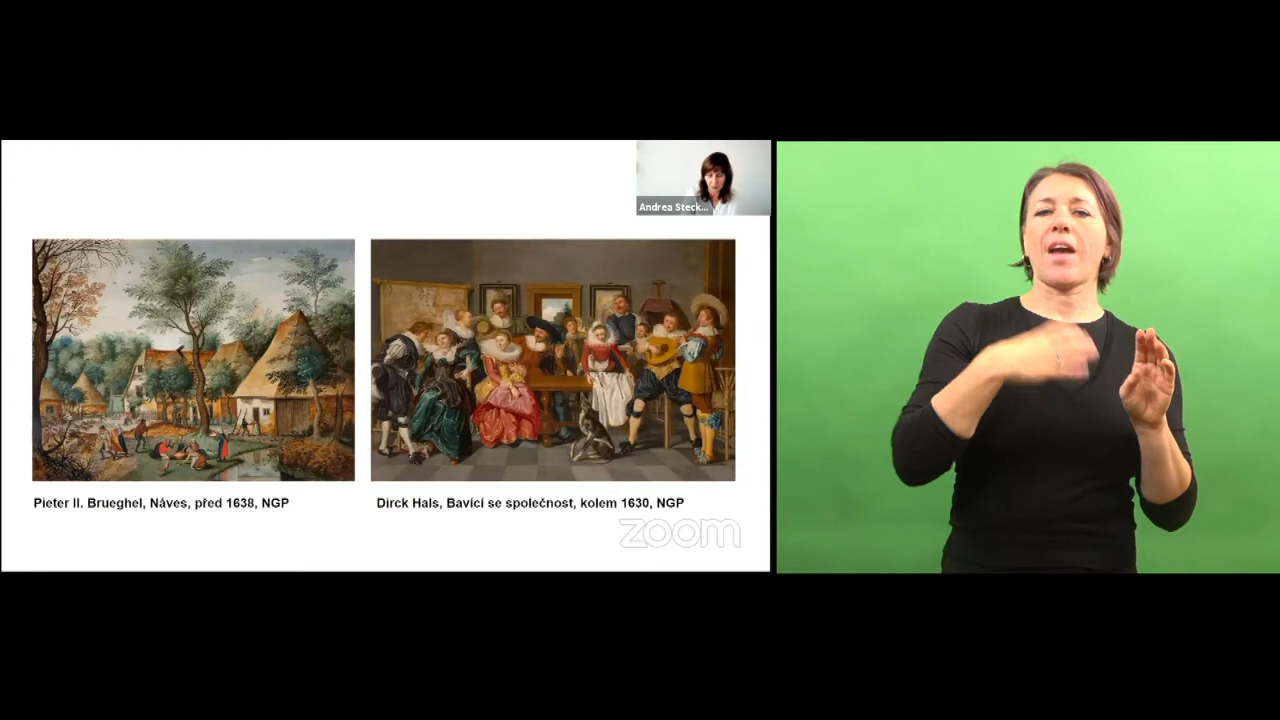 Andrea Steck...
Pieter II. Brueghel, Náves, před 1638, NGP
Dirck Hals, Bavící se společnost, kolem 1630, NGP
zoom